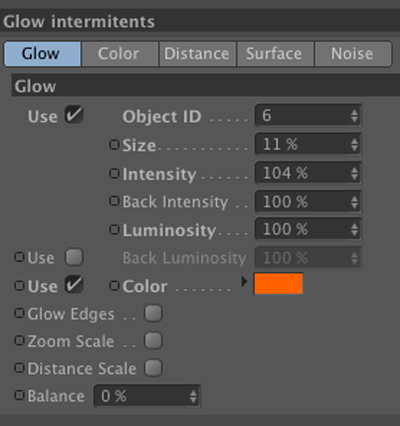 Glow intermitents
Glow Color Distance Surface Noise
Glow
Use Object ID ..... 6
Size........... 11 %
Intensity ....... 104 %
Back Intensity .. 100 %
Luminosity..... 100 %
Use Back Luminosity 100 %
Use Color .......
Glow Edges ..
Zoom Scale ..
Distance Scale
Balance 0 %